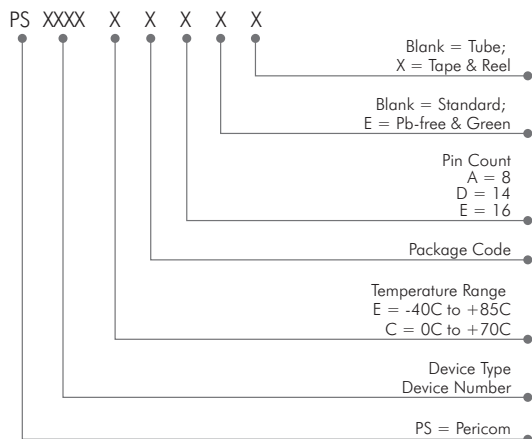 PS XXXX X X X X X
Blank = Tube;
X = Tape & Reel
Blank = Standard;
E = Pb-free & Green
Pin Count
A = 8
D = 14
E = 16
Package Code
Temperature Range
E = -40C to +85C
C = 0C to +70C
Device Type
Device Number
PS = Pericom